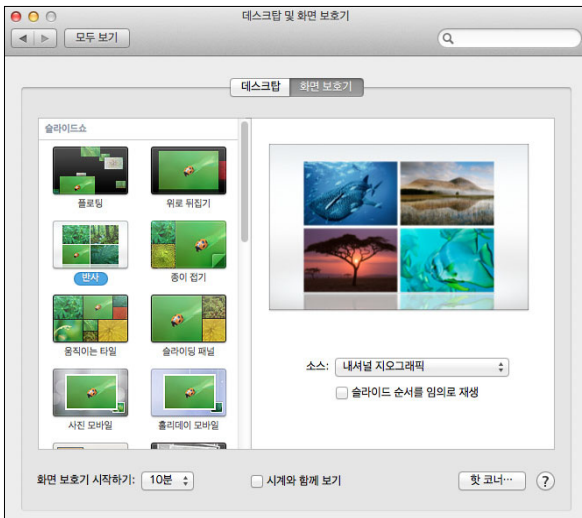 데스크탑 및 화면 보호기
모두 보기
데스크탑 화면 보호기
슬라이드쇼
플로팅 위로 뒤집기
반사 종이 접기
움직이는 타일 슬라이딩 패널
사진 모바일 홀리데이 모바일
소스: 내셔널 지오그래픽
슬라이드 순서를 임의로 재생
화면 보호기 시작하기: 10분 시계와 함께 보기 핫 코너… ?